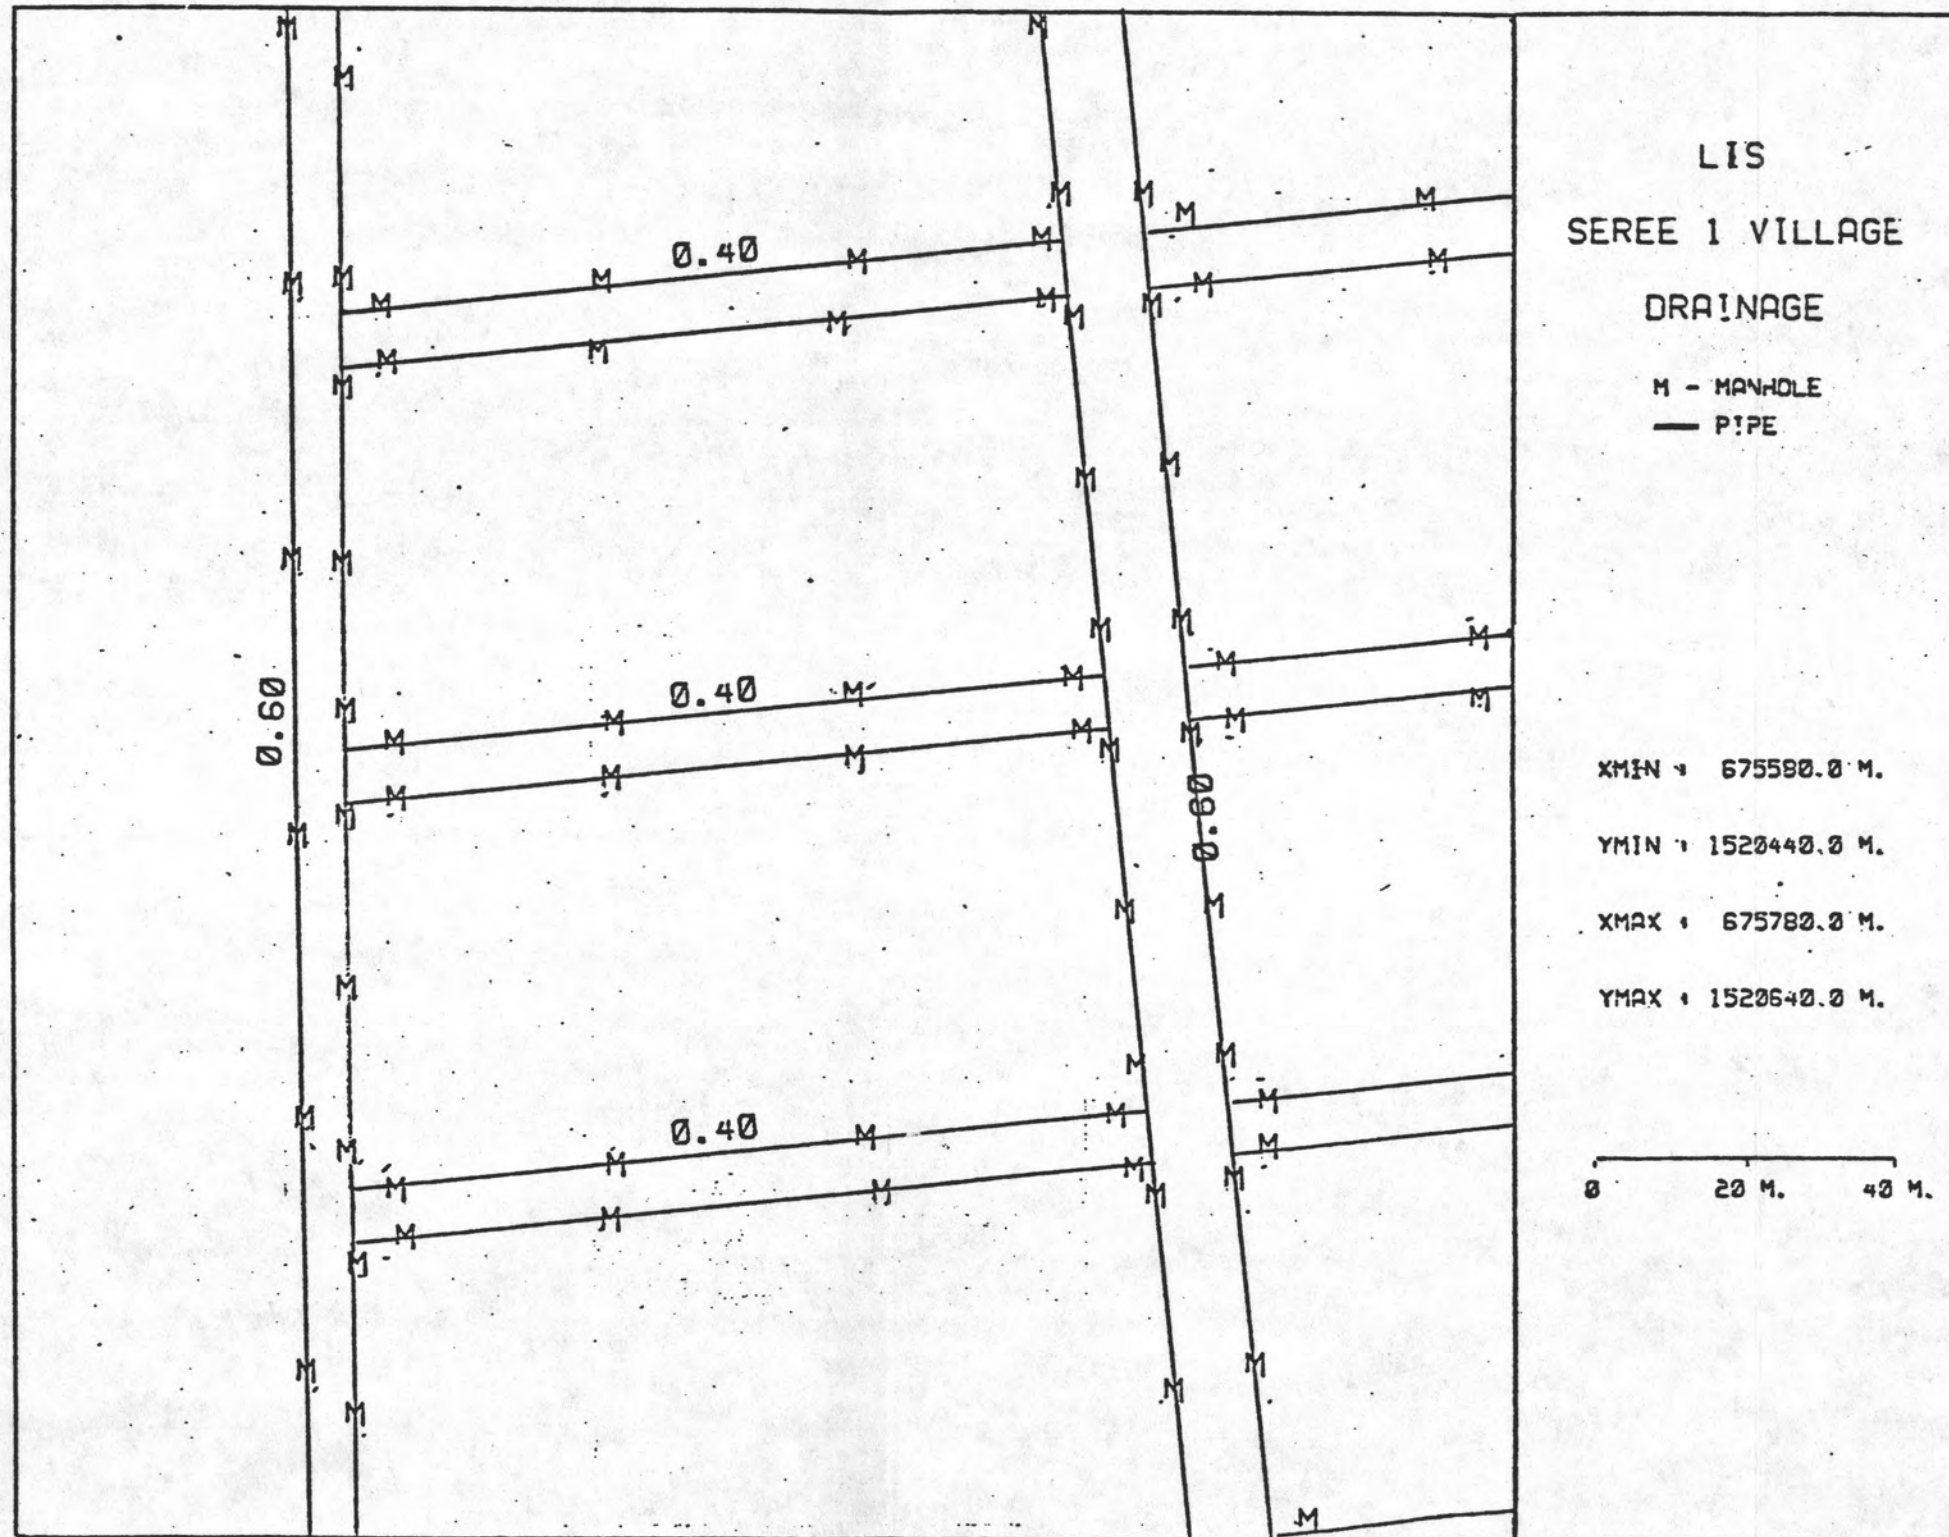 LIS
SEREE 1 VILLAGE
DRAINAGE
M - MANHOLE
— PIPE
0.40
0.40
0.60
0.60
0.40
XMIN : 675580.0 M.
YMIN : 1520440.0 M.
XMAX : 675780.0 M.
YMAX : 1520640.0 M.
0 20 M. 40 M.